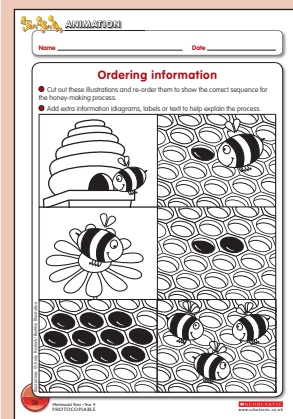 ANIMATION
Name
Date
Ordering information
Cut out these illustrations and re-order them to show the correct sequence for
the honey-making process.
Add extra information (diagrams, labels or text) to help explain the process.
Multimodal Texts • Year 4
PHOTOCOPIABLE
SCHOLASTIC
www.scholastic.co.uk